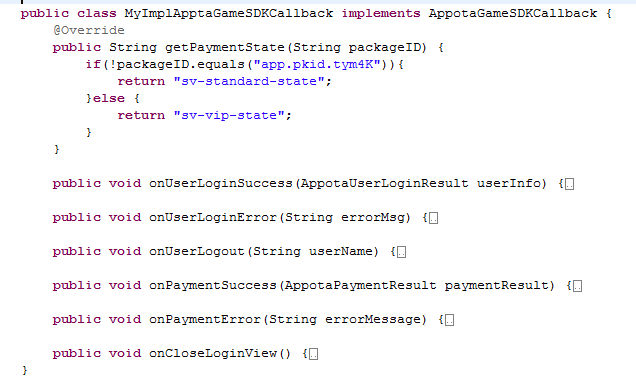 public class MyImplApptaGameSDKCallback implements AppotaGameSDKCallback {
@Override
public String getPaymentState(String packageID) {
if(!packageID.equals("app.pkid.tym4K")){
return "sv-standard-state";
}else {
return "sv-vip-state";
}
}
public void onUserLoginSuccess(AppotaUserLoginResult userInfo) {..
public void onUserLoginError(String errorMsg) {..
public void onUserLogout(String userName) {..
public void onPaymentSuccess(AppotaPaymentResult paymentResult) {..
public void onPaymentError(String errorMessage) {..
public void onCloseLoginView() {..
}